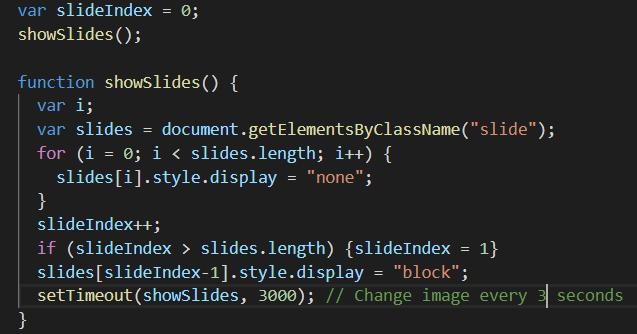 var slideIndex = 0;
showSlides();

function showSlides() {
  var i;
  var slides = document.getElementsByClassName("slide");
  for (i = 0; i < slides.length; i++) {
    slides[i].style.display = "none";
  }
  slideIndex++;
  if (slideIndex > slides.length) {slideIndex = 1}
  slides[slideIndex-1].style.display = "block";
  setTimeout(showSlides, 3000); // Change image every 3 seconds
}